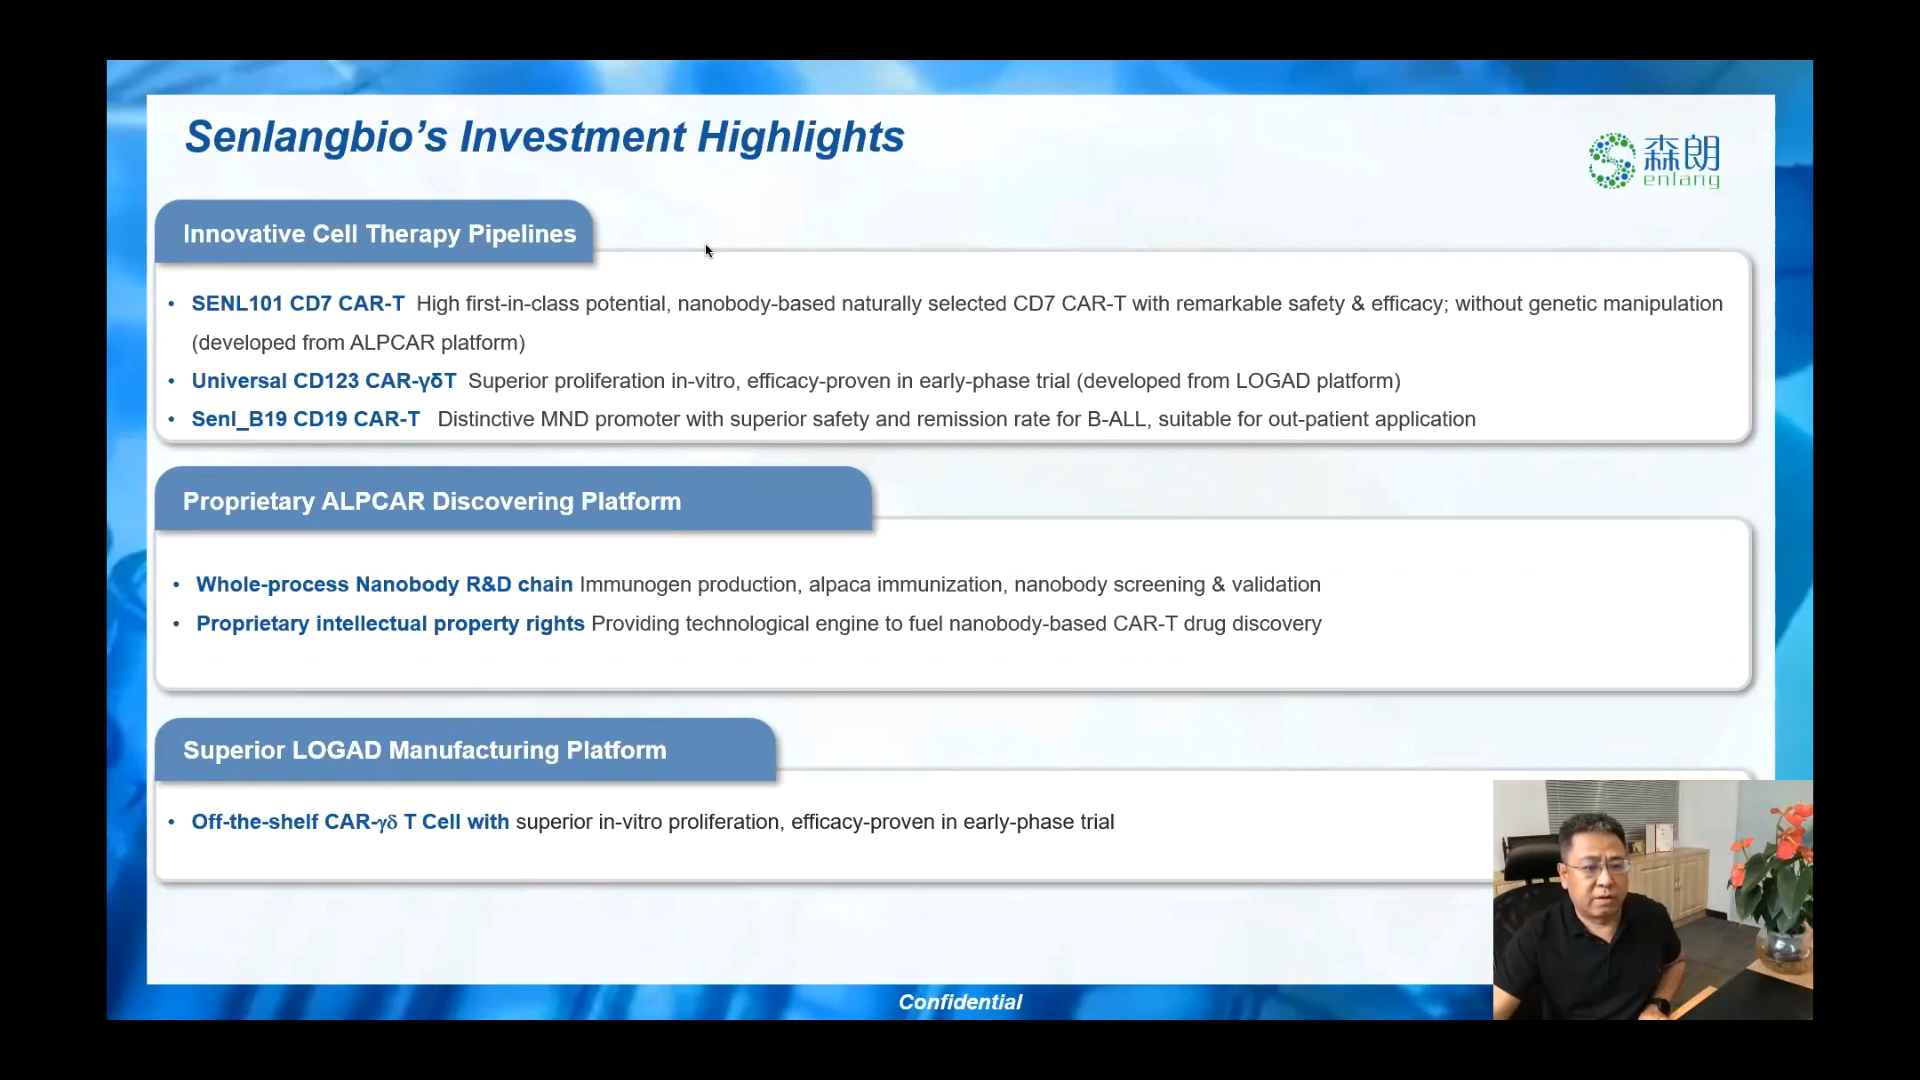 Senlangbio’s Investment Highlights
森朗
enlang
Innovative Cell Therapy Pipelines
• SENL101 CD7 CAR-T High first-in-class potential, nanobody-based naturally selected CD7 CAR-T with remarkable safety & efficacy; without genetic manipulation
(developed from ALPCAR platform)
• Universal CD123 CAR-γδT Superior proliferation in-vitro, efficacy-proven in early-phase trial (developed from LOGAD platform)
• Senl_B19 CD19 CAR-T Distinctive MND promoter with superior safety and remission rate for B-ALL, suitable for out-patient application
Proprietary ALPCAR Discovering Platform
• Whole-process Nanobody R&D chain Immunogen production, alpaca immunization, nanobody screening & validation
• Proprietary intellectual property rights Providing technological engine to fuel nanobody-based CAR-T drug discovery
Superior LOGAD Manufacturing Platform
• Off-the-shelf CAR-γδ T Cell with superior in-vitro proliferation, efficacy-proven in early-phase trial
Confidential